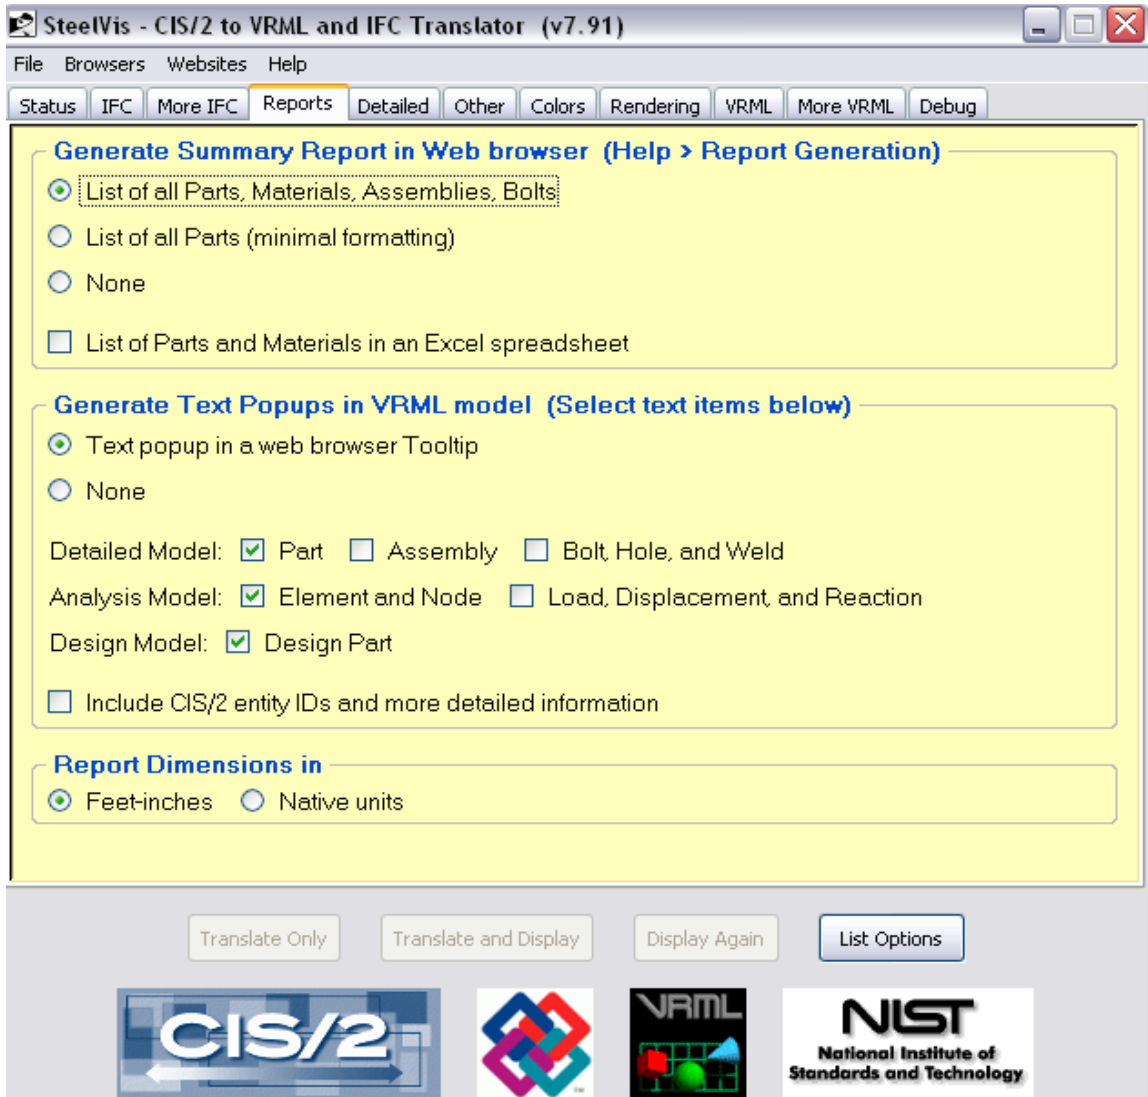 SteelVis - CIS/2 to VRML and IFC Translator (v7.91)
File Browsers Websites Help
Status IFC More IFC Reports Detailed Other Colors Rendering VRML More VRML Debug
Generate Summary Report in Web browser (Help > Report Generation)
List of all Parts, Materials, Assemblies, Bolts
List of all Parts (minimal formatting)
None
List of Parts and Materials in an Excel spreadsheet
Generate Text Popups in VRML model (Select text items below)
Text popup in a web browser Tooltip
None
Detailed Model: Part Assembly Bolt, Hole, and Weld
Analysis Model: Element and Node Load, Displacement, and Reaction
Design Model: Design Part
Include CIS/2 entity IDs and more detailed information
Report Dimensions in
Feet-inches Native units
Translate Only Translate and Display Display Again List Options
CIS/2
VRML
NIST
National Institute of
Standards and Technology